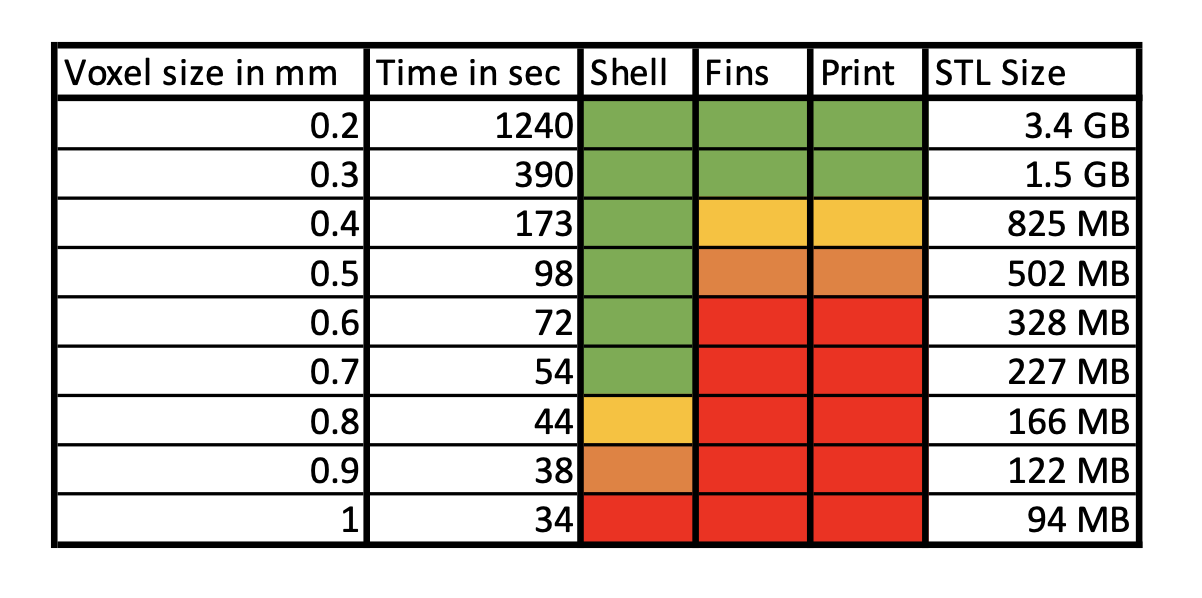 Voxel size in mm Time in sec Shell Fins Print STL Size
0.2 1240 3.4 GB
0.3 390 1.5 GB
0.4 173 825 MB
0.5 98 502 MB
0.6 72 328 MB
0.7 54 227 MB
0.8 44 166 MB
0.9 38 122 MB
1 34 94 MB